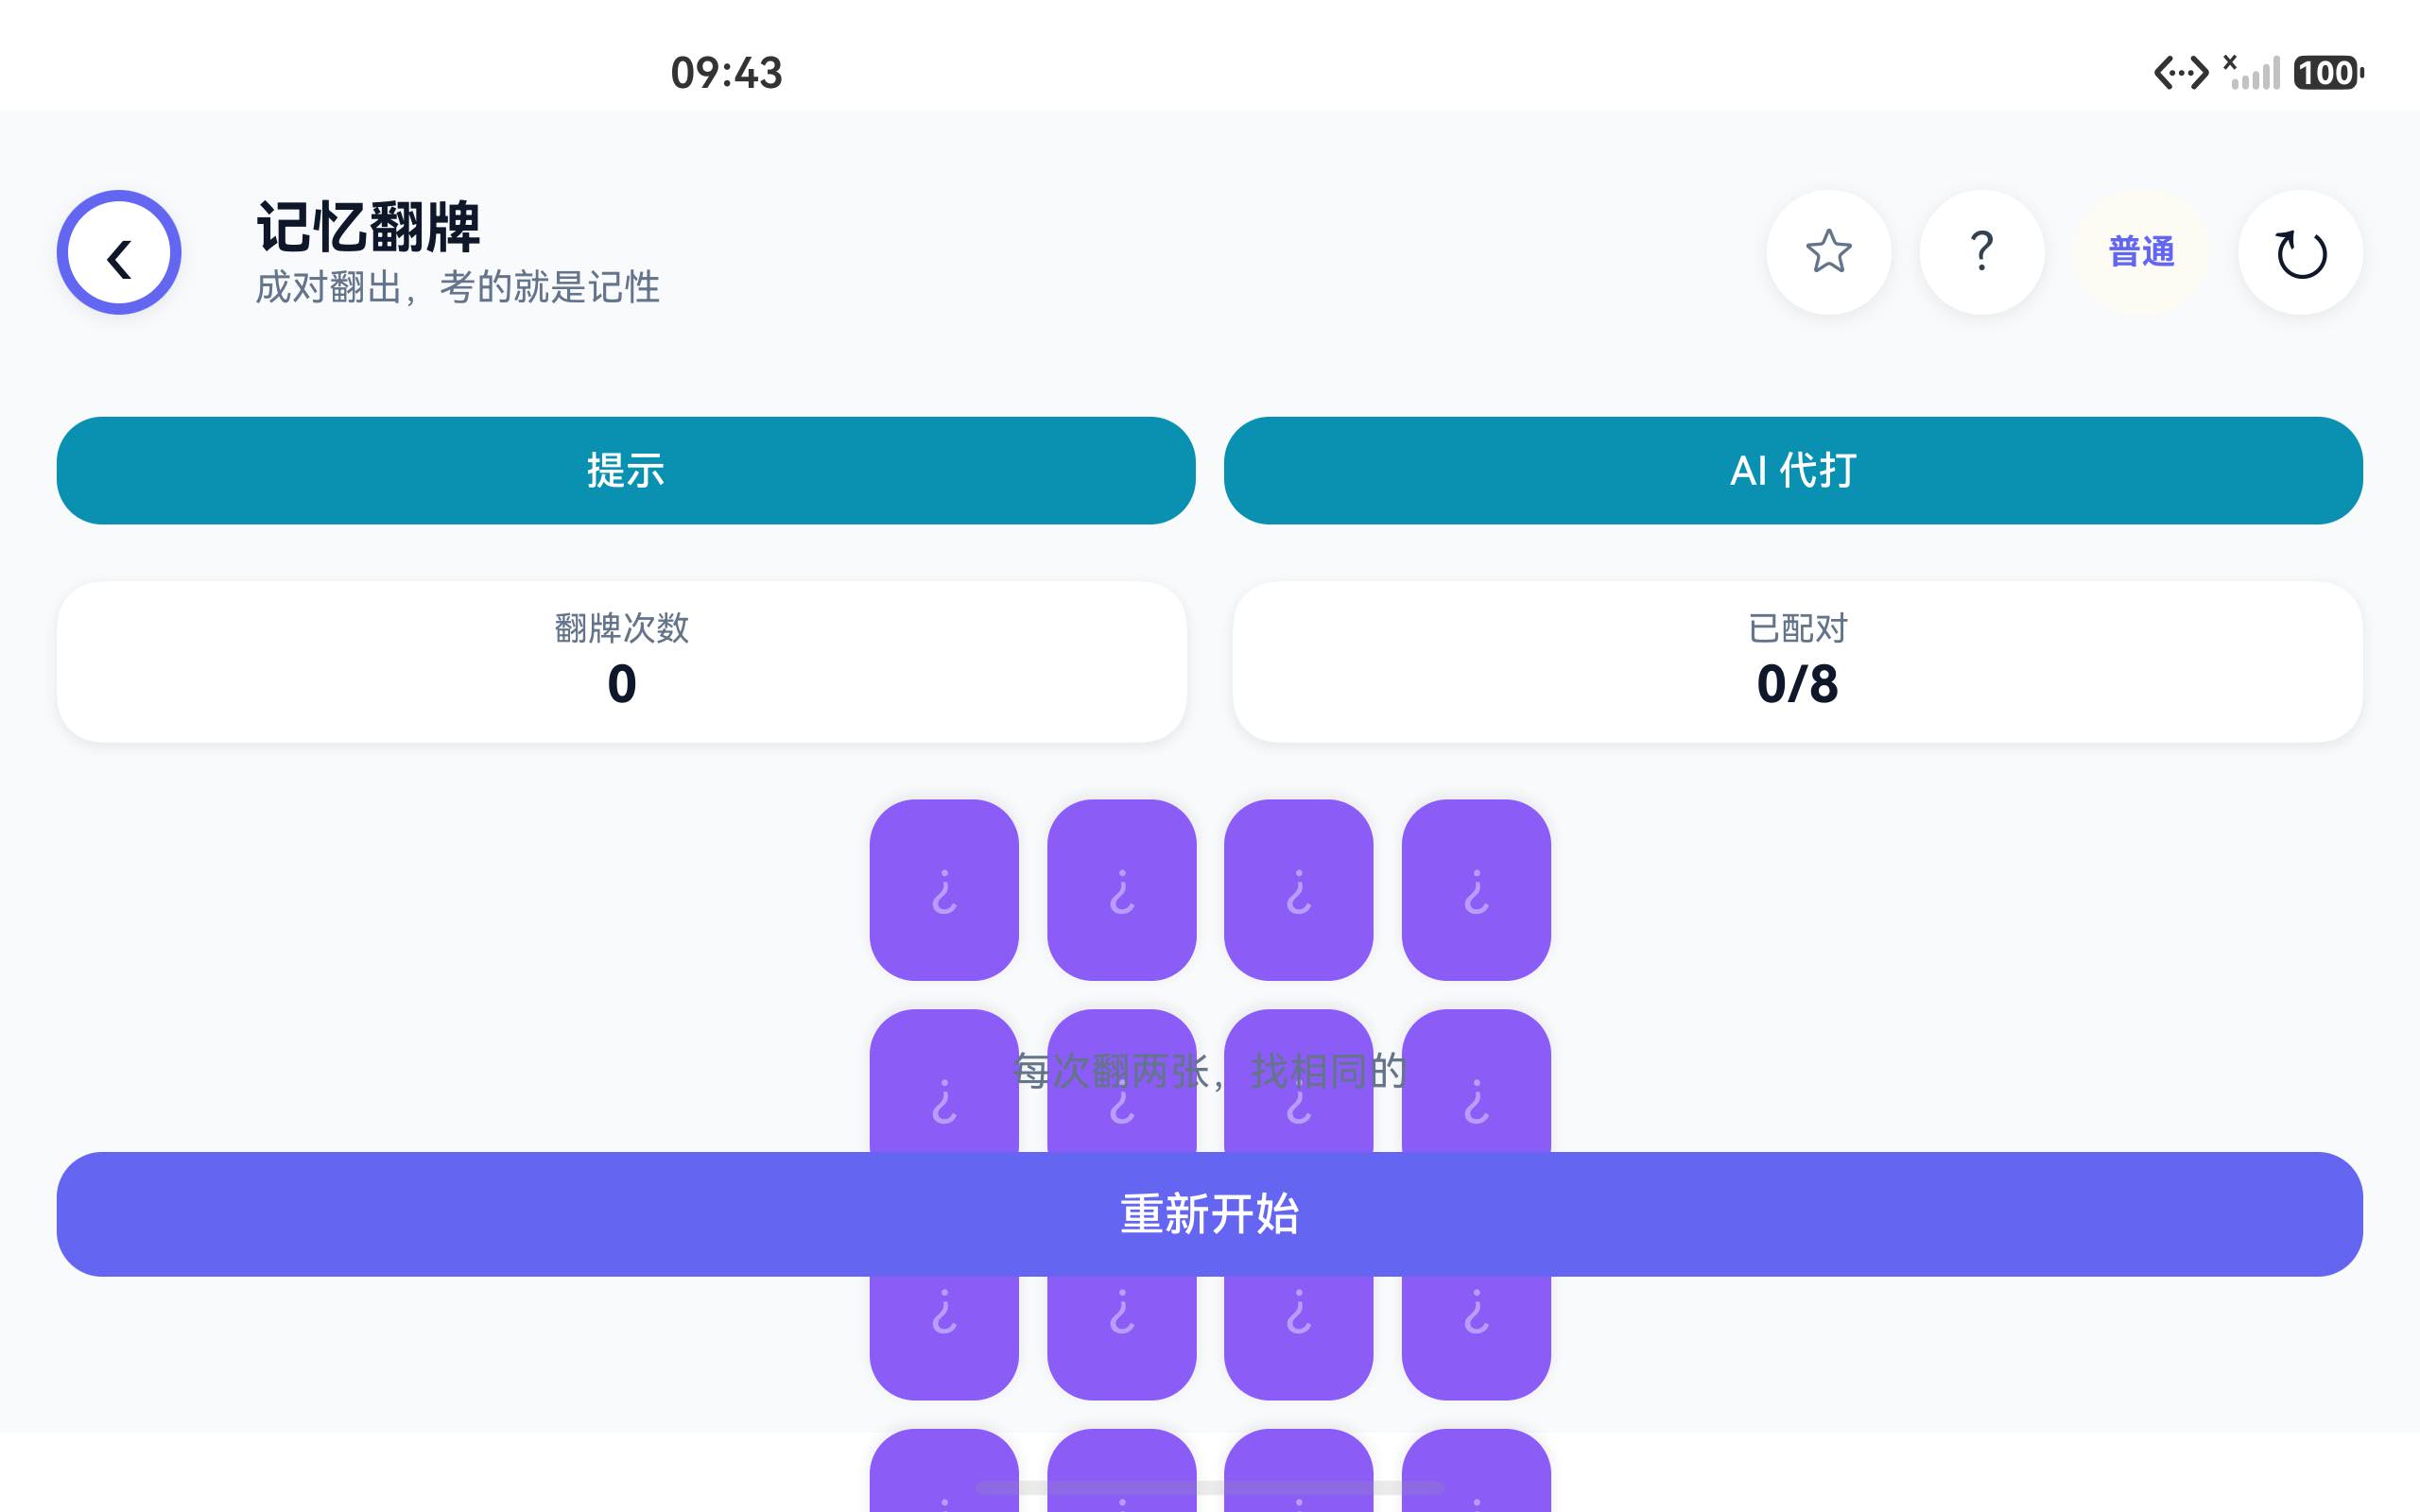 09:43
100
记忆翻牌
成对翻出，考的就是记性
?
普通
提示
AI 代打
翻牌次数
0
已配对
0/8
¿ ¿ ¿ ¿
每次翻两张，找相同的
¿ ¿ ¿ ¿
重新开始
¿ ¿ ¿ ¿